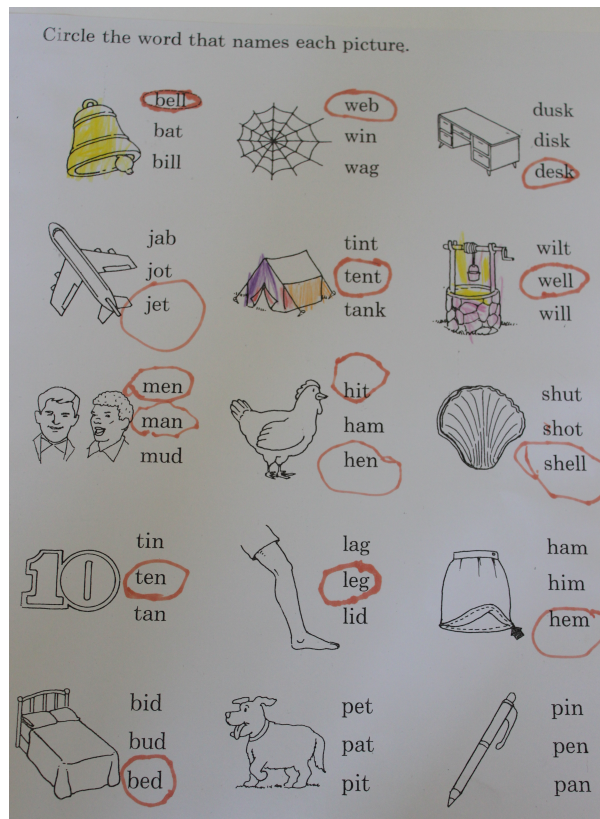 Circle the word that names each picture.
bell
bat
bill
web
win
wag
dusk
disk
desk
jab
jot
jet
tint
tent
tank
wilt
well
will
men
man
mud
hit
ham
hen
shut
shot
shell
10
tin
ten
tan
lag
leg
lid
ham
him
hem
bid
bud
bed
pet
pat
pit
pin
pen
pan